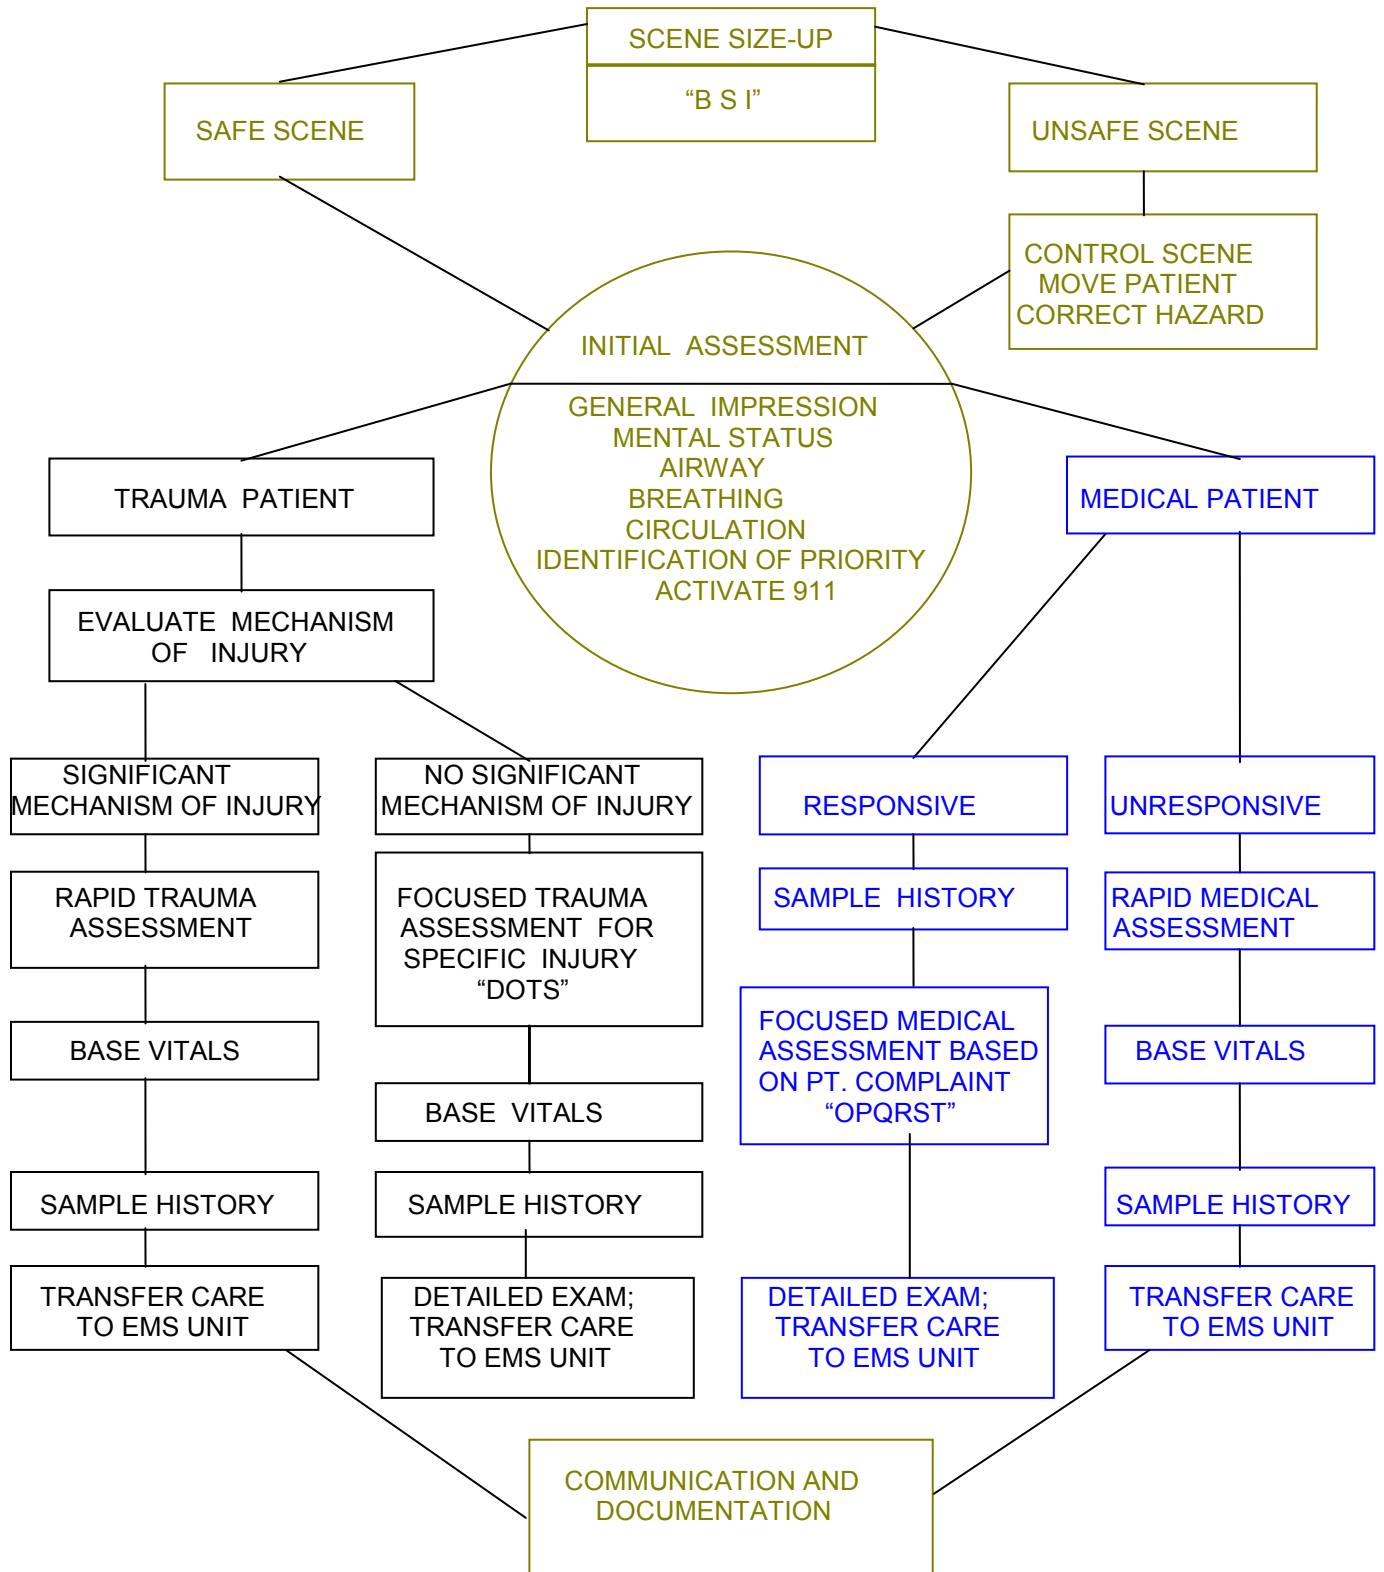 SCENE SIZE-UP
“B S I”
SAFE SCENE
UNSAFE SCENE
CONTROL SCENE
MOVE PATIENT
CORRECT HAZARD
INITIAL ASSESSMENT
GENERAL IMPRESSION
MENTAL STATUS
AIRWAY
BREATHING
CIRCULATION
IDENTIFICATION OF PRIORITY
ACTIVATE 911
TRAUMA PATIENT
EVALUATE MECHANISM
OF INJURY
SIGNIFICANT
MECHANISM OF INJURY
RAPID TRAUMA
ASSESSMENT
BASE VITALS
SAMPLE HISTORY
TRANSFER CARE
TO EMS UNIT
NO SIGNIFICANT
MECHANISM OF INJURY
FOCUSED TRAUMA
ASSESSMENT FOR
SPECIFIC INJURY
“DOTS”
BASE VITALS
SAMPLE HISTORY
DETAILED EXAM;
TRANSFER CARE
TO EMS UNIT
MEDICAL PATIENT
RESPONSIVE
SAMPLE HISTORY
FOCUSED MEDICAL
ASSESSMENT BASED
ON PT. COMPLAINT
“OPQRST”
DETAILED EXAM;
TRANSFER CARE
TO EMS UNIT
UNRESPONSIVE
RAPID MEDICAL
ASSESSMENT
BASE VITALS
SAMPLE HISTORY
TRANSFER CARE
TO EMS UNIT
COMMUNICATION AND
DOCUMENTATION